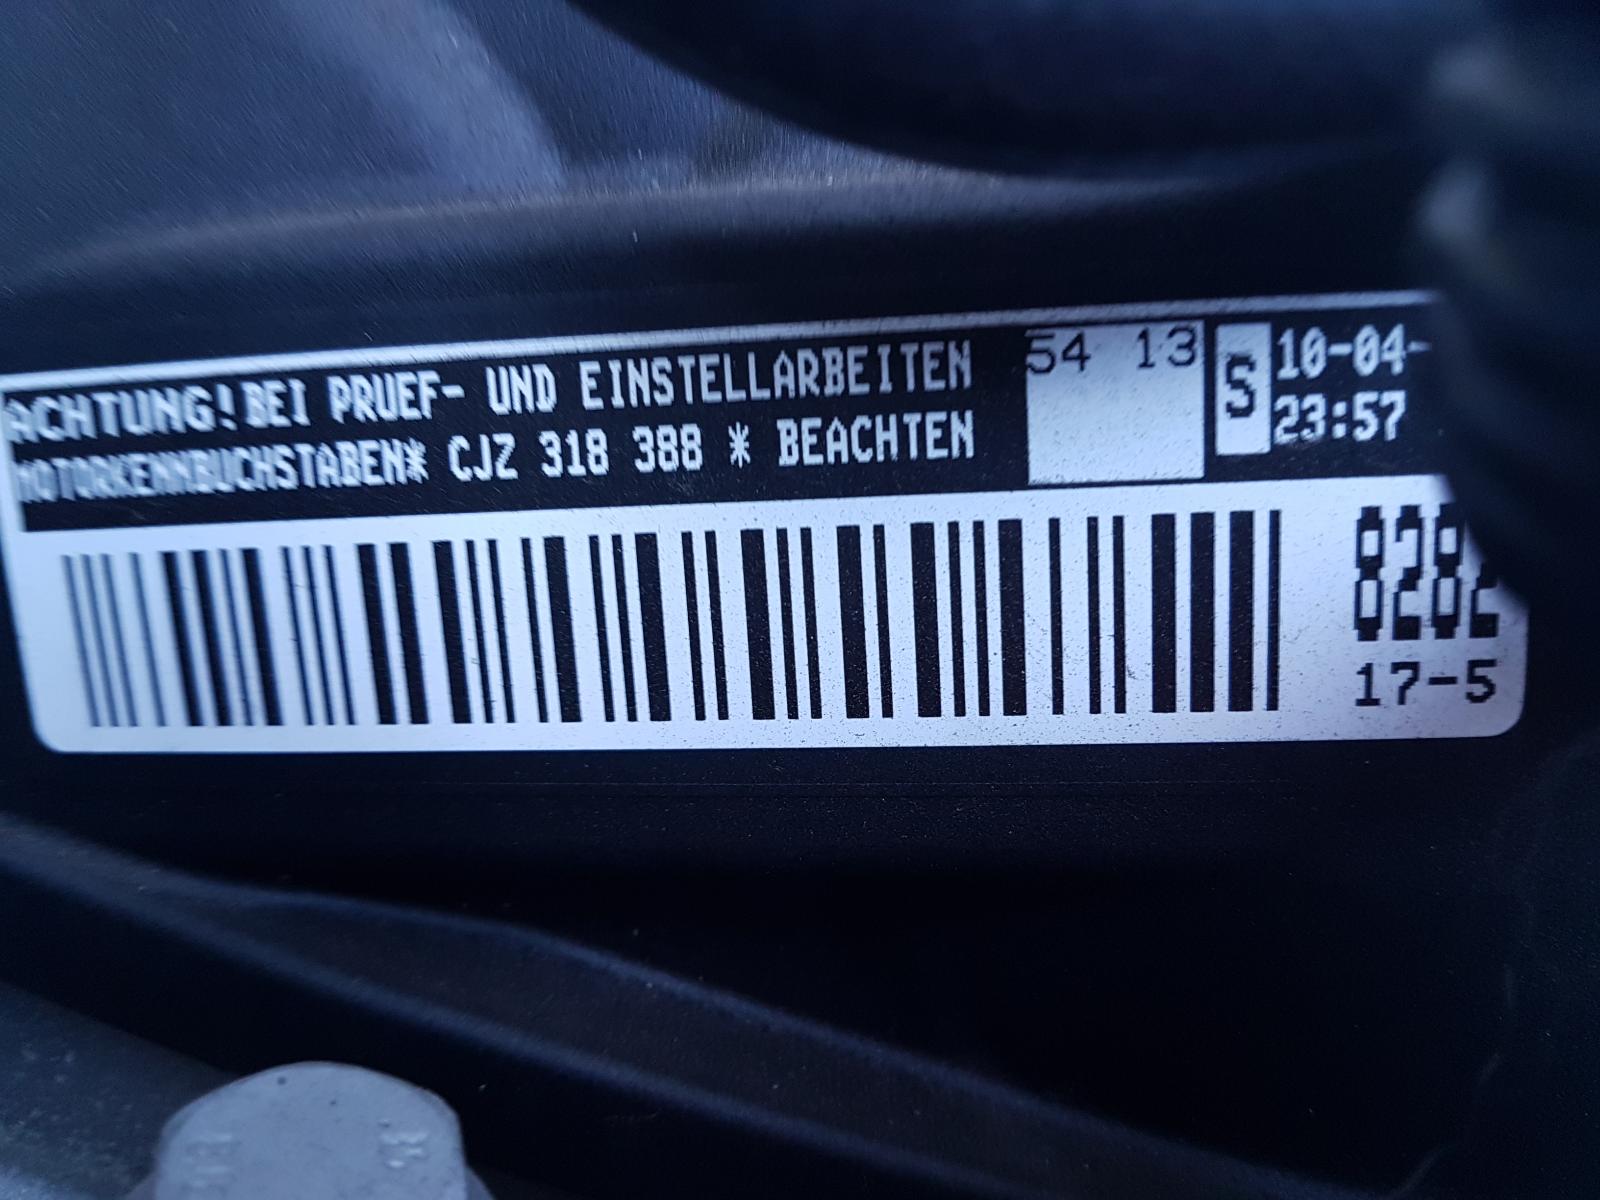 ACHTUNG! BEI PRUEF- UND EINSTELLARBEITEN
MOTORKENNBUCHSTABEN* CJZ 318 388 * BEACHTEN
54 13
S
10-04-
23:57
8282
17-5